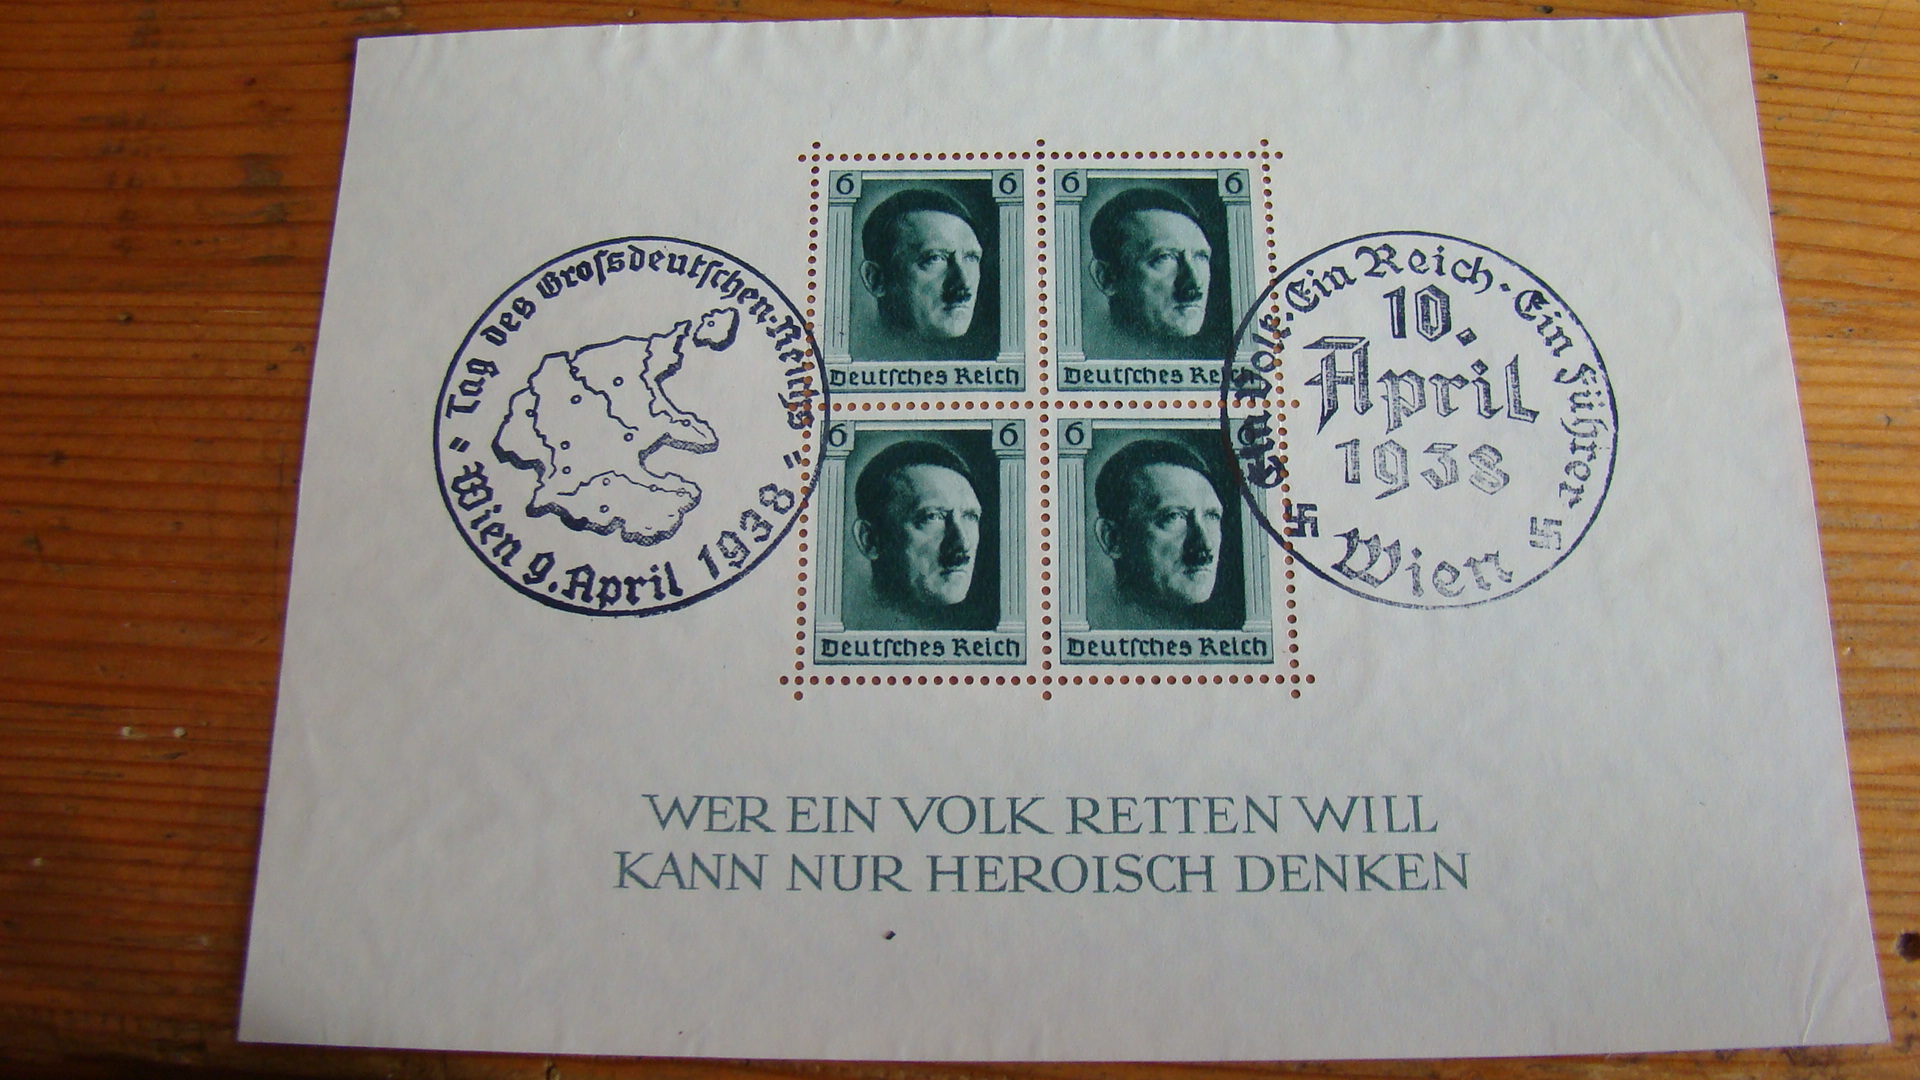 6 6
Deutsches Reich
6 6
Deutsches Reich
6 6
Deutsches Reich
6
Deutsches Reich
= Tag des Grossdeutschen-Reichs =
Wien 9. April 1938
Ein Volk · Ein Reich · Ein Führer
10.
April
1938
Wien
WER EIN VOLK RETTEN WILL
KANN NUR HEROISCH DENKEN